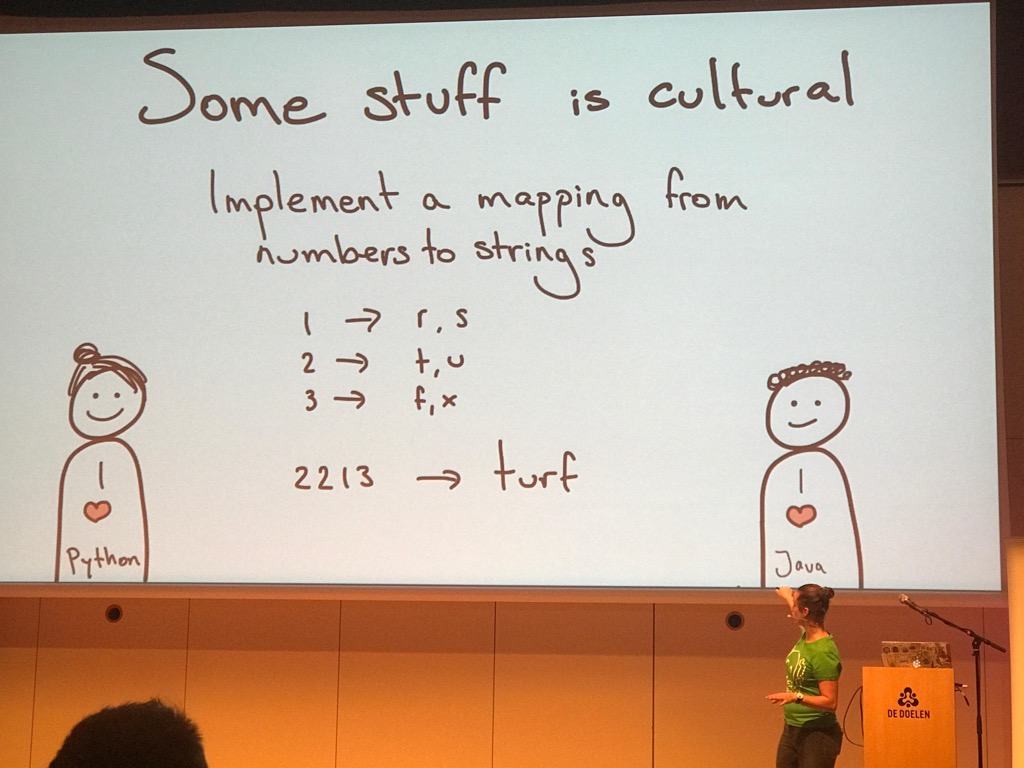 Some stuff is cultural
Implement a mapping from
numbers to strings
1 → r, s
2 → t, u
3 → f, x
2213 → turf
I
❤
Python
I
❤
Java
DE DOELEN